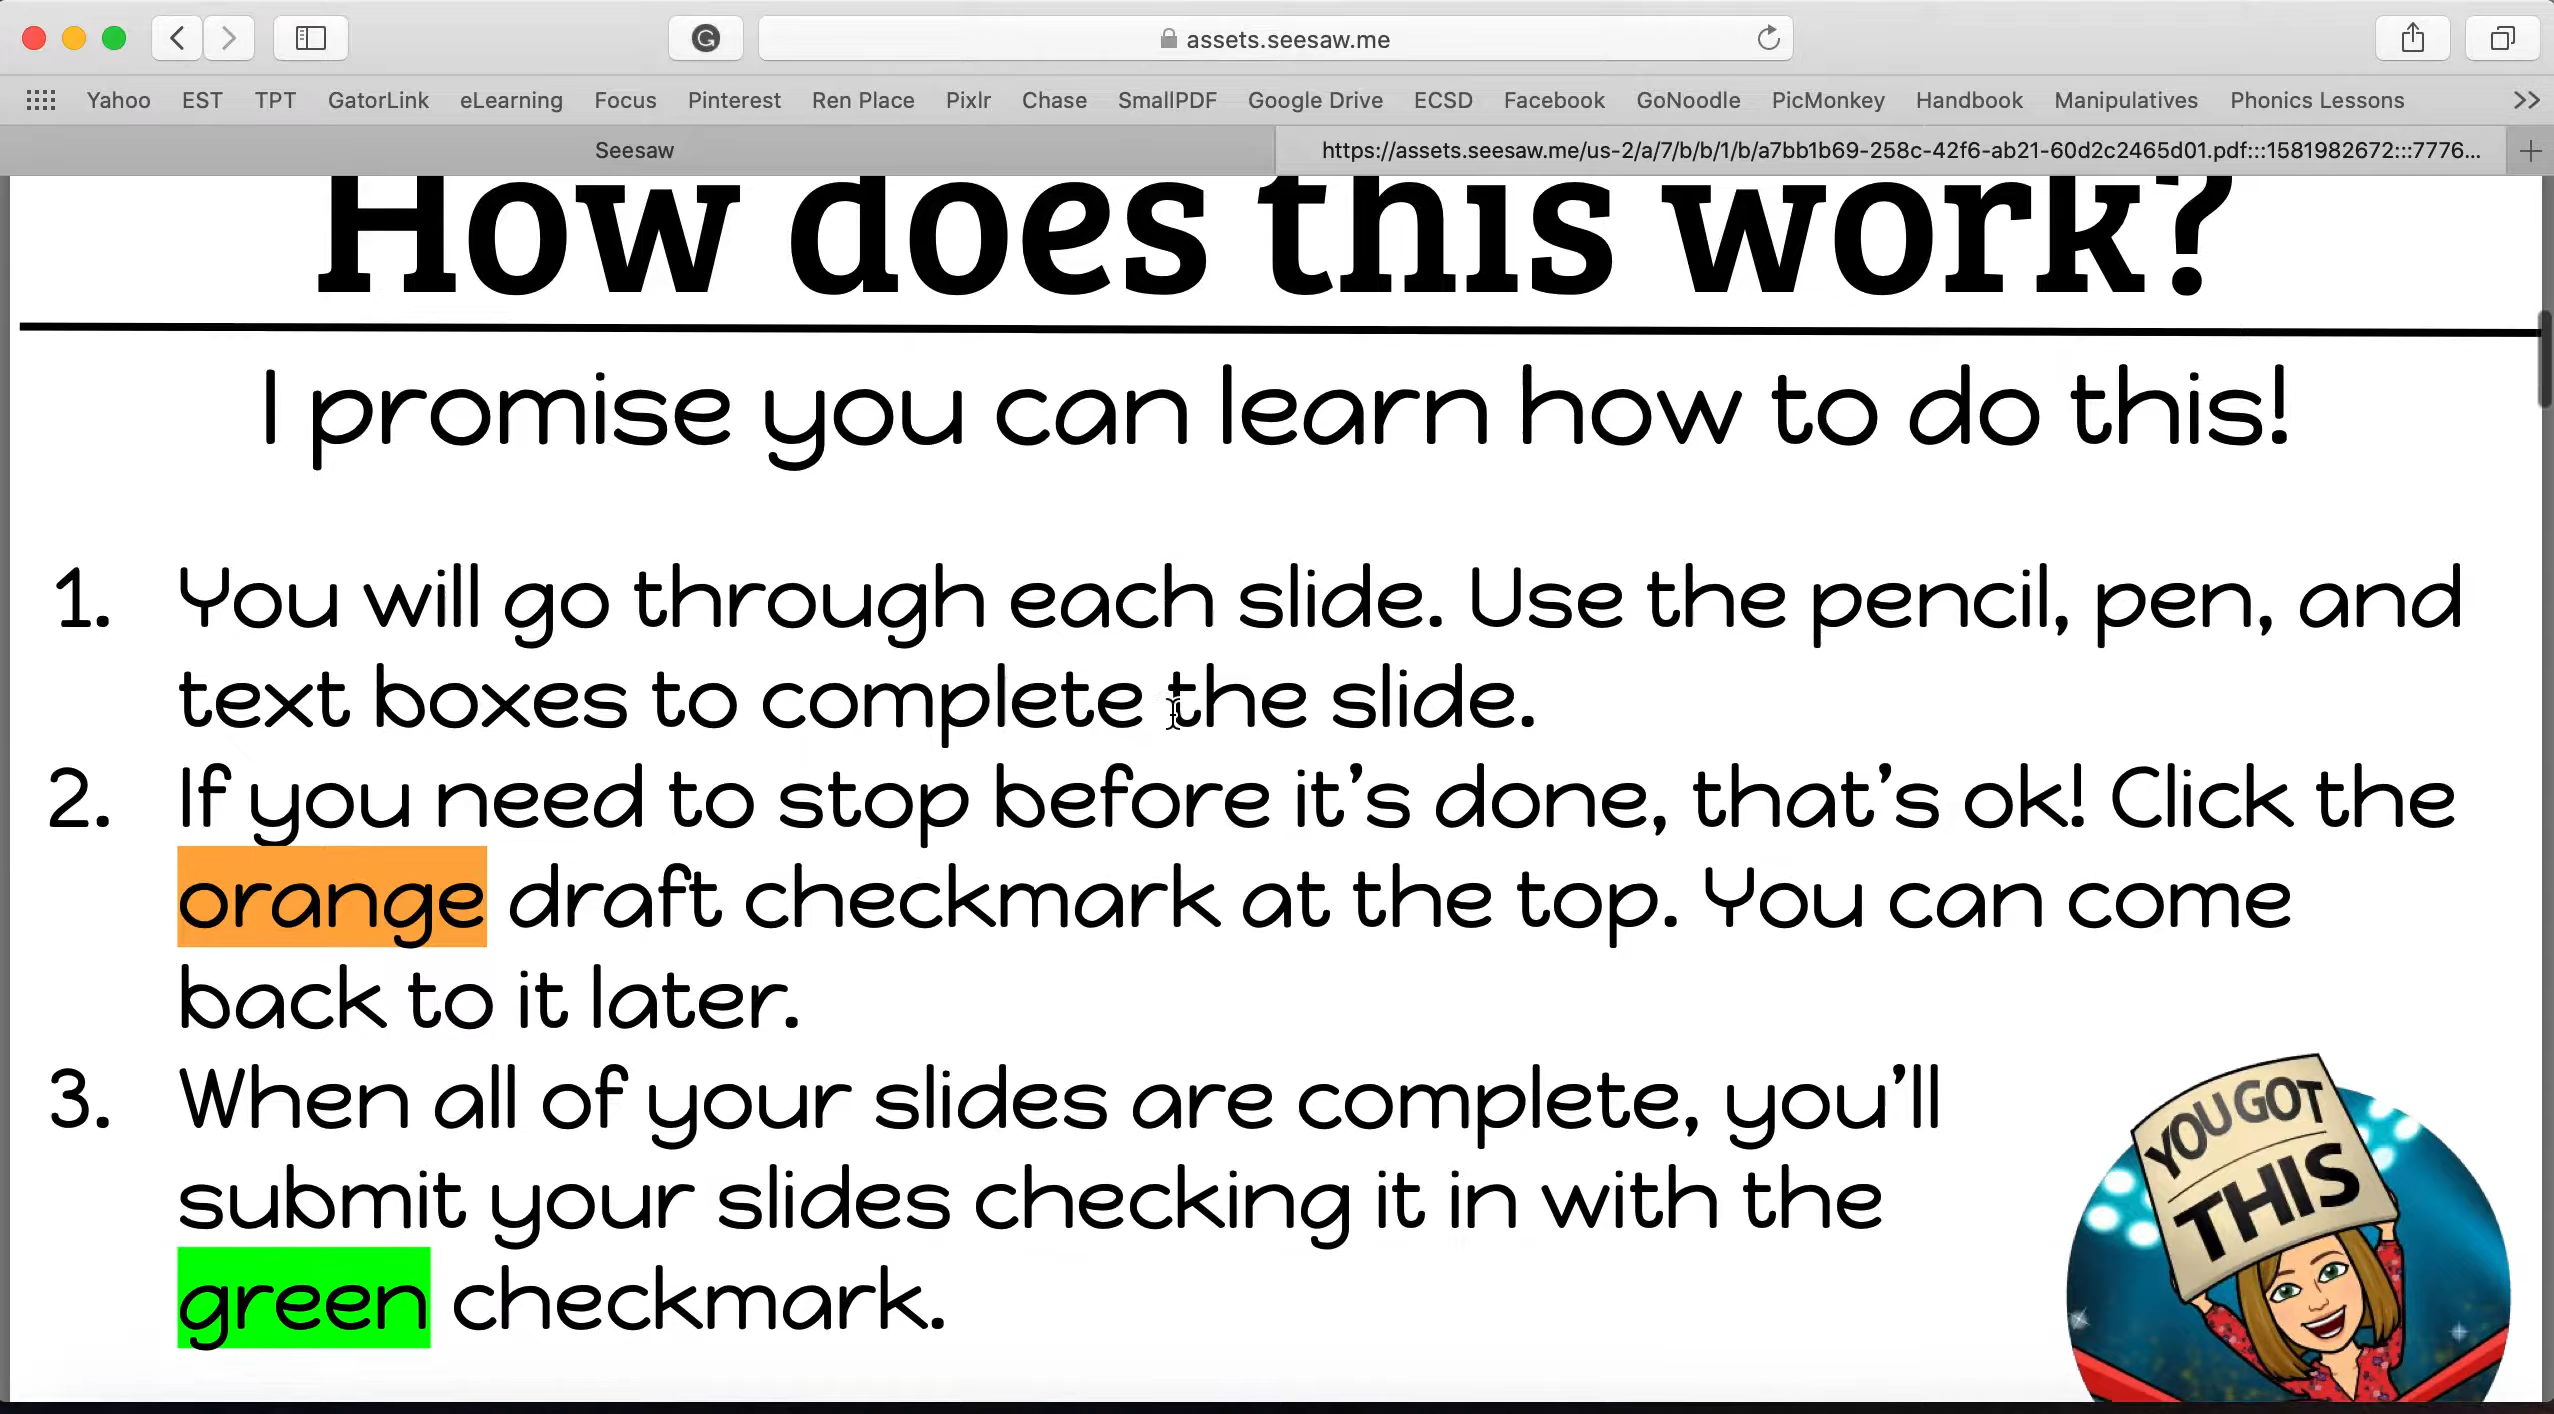 assets.seesaw.me
Yahoo EST TPT GatorLink eLearning Focus Pinterest Ren Place Pixlr Chase SmallPDF Google Drive ECSD Facebook GoNoodle PicMonkey Handbook Manipulatives Phonics Lessons
Seesaw https://assets.seesaw.me/us-2/a/7/b/b/1/b/a7bb1b69-258c-42f6-ab21-60d2c2465d01.pdf:::1581982672:::7776...
How does this work?
I promise you can learn how to do this!
1. You will go through each slide. Use the pencil, pen, and
text boxes to complete the slide.
2. If you need to stop before it's done, that's ok! Click the
orange draft checkmark at the top. You can come
back to it later.
3. When all of your slides are complete, you'll
submit your slides checking it in with the
green checkmark.
YOU GOT
THIS